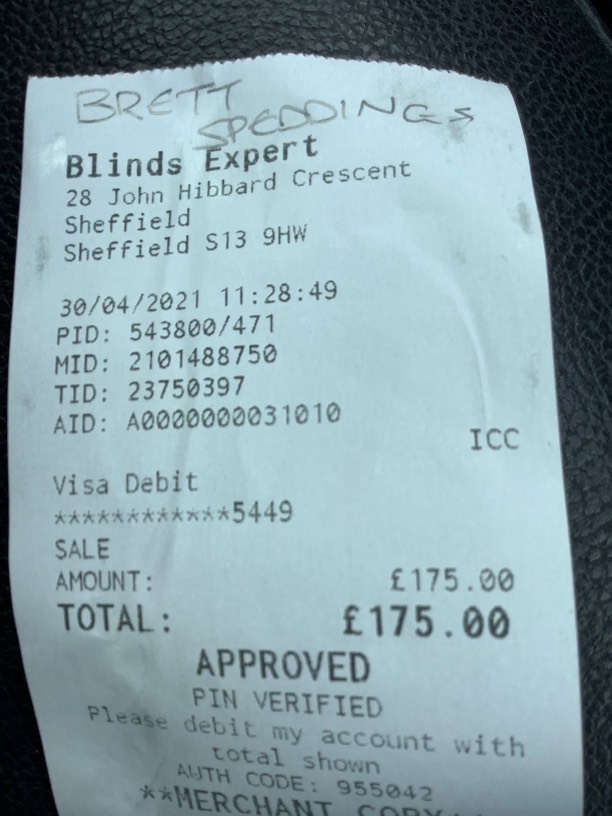 BRETT
SPEDDINGS
Blinds Expert
28 John Hibbard Crescent
Sheffield
Sheffield S13 9HW
30/04/2021 11:28:49
PID: 543800/471
MID: 2101488750
TID: 23750397
AID: A0000000031010
ICC
Visa Debit
************5449
SALE
AMOUNT: £175.00
TOTAL: £175.00
APPROVED
PIN VERIFIED
Please debit my account with
total shown
AUTH CODE: 955042
**MERCHANT COPY